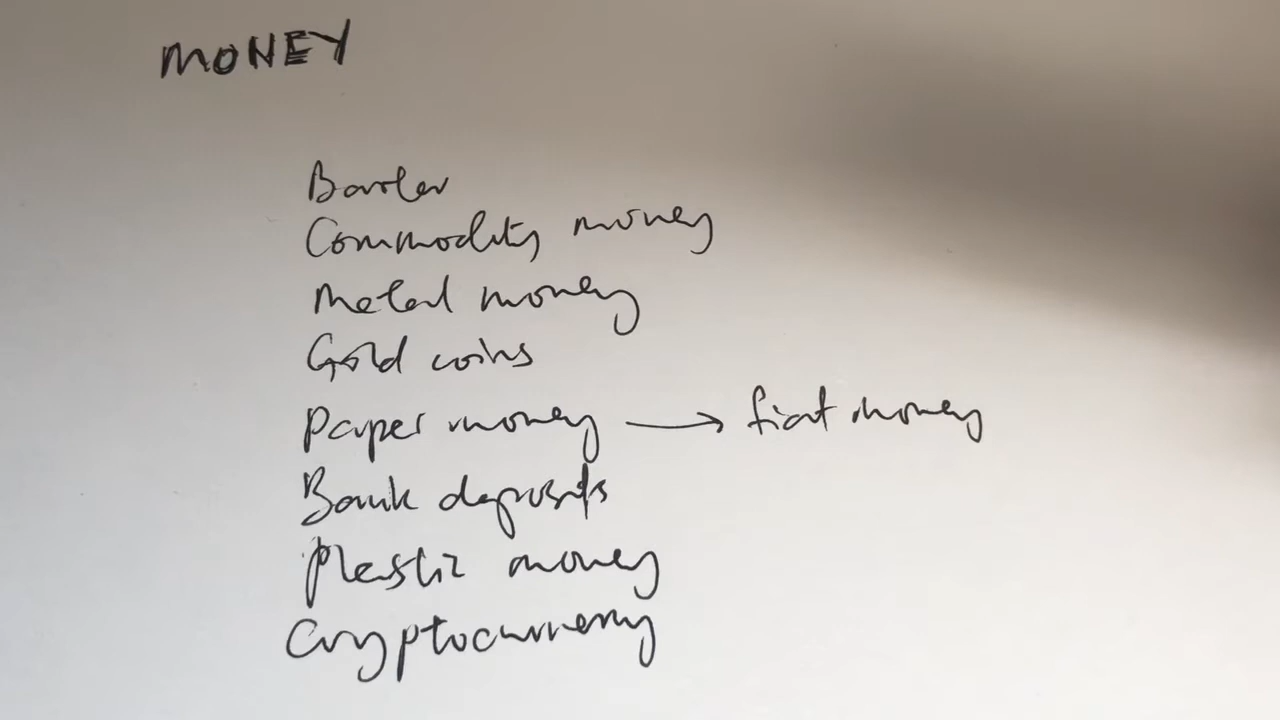 MONEY
Barter
Commodity money
Metal money
Gold coins
Paper money → fiat money
Bank deposits
Plastic money
Cryptocurrency